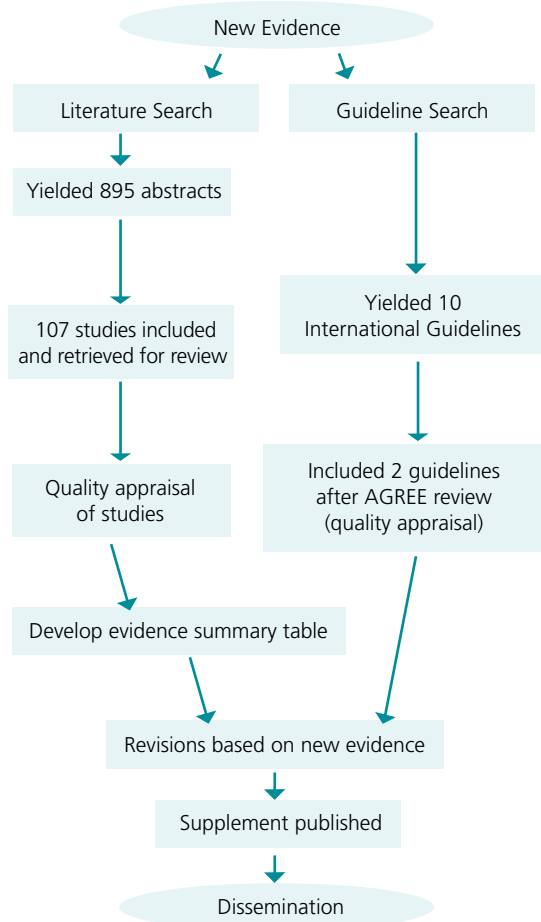 New Evidence
Literature Search
Guideline Search
Yielded 895 abstracts
Yielded 10
International Guidelines
107 studies included
and retrieved for review
Included 2 guidelines
after AGREE review
(quality appraisal)
Quality appraisal
of studies
Develop evidence summary table
Revisions based on new evidence
Supplement published
Dissemination